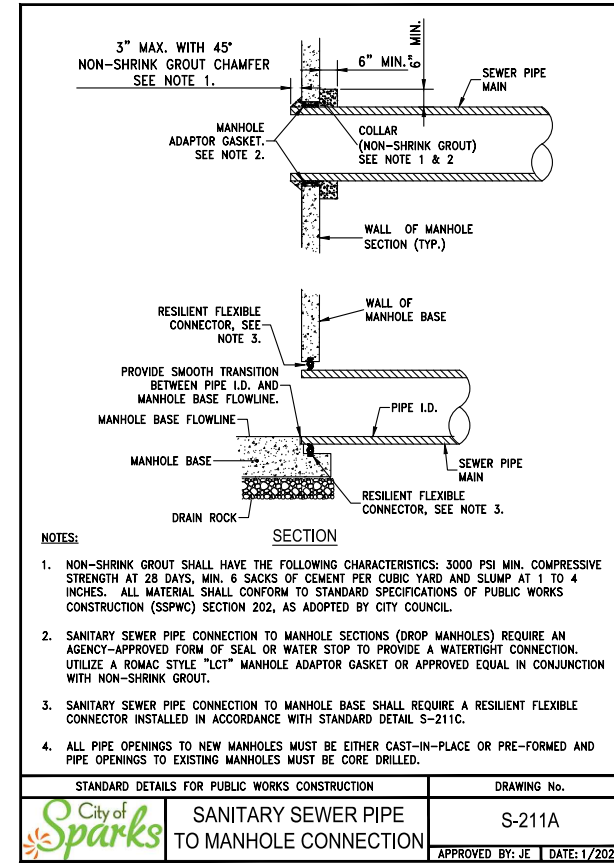 3" MAX. WITH 45°
NON-SHRINK GROUT CHAMFER
SEE NOTE 1.
6" MIN.
6" MIN.
SEWER PIPE
MAIN
MANHOLE
ADAPTOR GASKET.
SEE NOTE 2.
COLLAR
(NON-SHRINK GROUT)
SEE NOTE 1 & 2
WALL OF MANHOLE
SECTION (TYP.)
RESILIENT FLEXIBLE
CONNECTOR, SEE
NOTE 3.
WALL OF
MANHOLE BASE
PROVIDE SMOOTH TRANSITION
BETWEEN PIPE I.D. AND
MANHOLE BASE FLOWLINE.
MANHOLE BASE FLOWLINE
PIPE I.D.
MANHOLE BASE
SEWER PIPE
MAIN
RESILIENT FLEXIBLE
CONNECTOR, SEE NOTE 3.
DRAIN ROCK
SECTION
NOTES:
1. NON-SHRINK GROUT SHALL HAVE THE FOLLOWING CHARACTERISTICS: 3000 PSI MIN. COMPRESSIVE
STRENGTH AT 28 DAYS, MIN. 6 SACKS OF CEMENT PER CUBIC YARD AND SLUMP AT 1 TO 4
INCHES. ALL MATERIAL SHALL CONFORM TO STANDARD SPECIFICATIONS OF PUBLIC WORKS
CONSTRUCTION (SSPWC) SECTION 202, AS ADOPTED BY CITY COUNCIL.
2. SANITARY SEWER PIPE CONNECTION TO MANHOLE SECTIONS (DROP MANHOLES) REQUIRE AN
AGENCY-APPROVED FORM OF SEAL OR WATER STOP TO PROVIDE A WATERTIGHT CONNECTION.
UTILIZE A ROMAC STYLE "LCT" MANHOLE ADAPTOR GASKET OR APPROVED EQUAL IN CONJUNCTION
WITH NON-SHRINK GROUT.
3. SANITARY SEWER PIPE CONNECTION TO MANHOLE BASE SHALL REQUIRE A RESILIENT FLEXIBLE
CONNECTOR INSTALLED IN ACCORDANCE WITH STANDARD DETAIL S-211C.
4. ALL PIPE OPENINGS TO NEW MANHOLES MUST BE EITHER CAST-IN-PLACE OR PRE-FORMED AND
PIPE OPENINGS TO EXISTING MANHOLES MUST BE CORE DRILLED.
STANDARD DETAILS FOR PUBLIC WORKS CONSTRUCTION
DRAWING No.
City of
Sparks
SANITARY SEWER PIPE
TO MANHOLE CONNECTION
S-211A
APPROVED BY: JE
DATE: 1/202